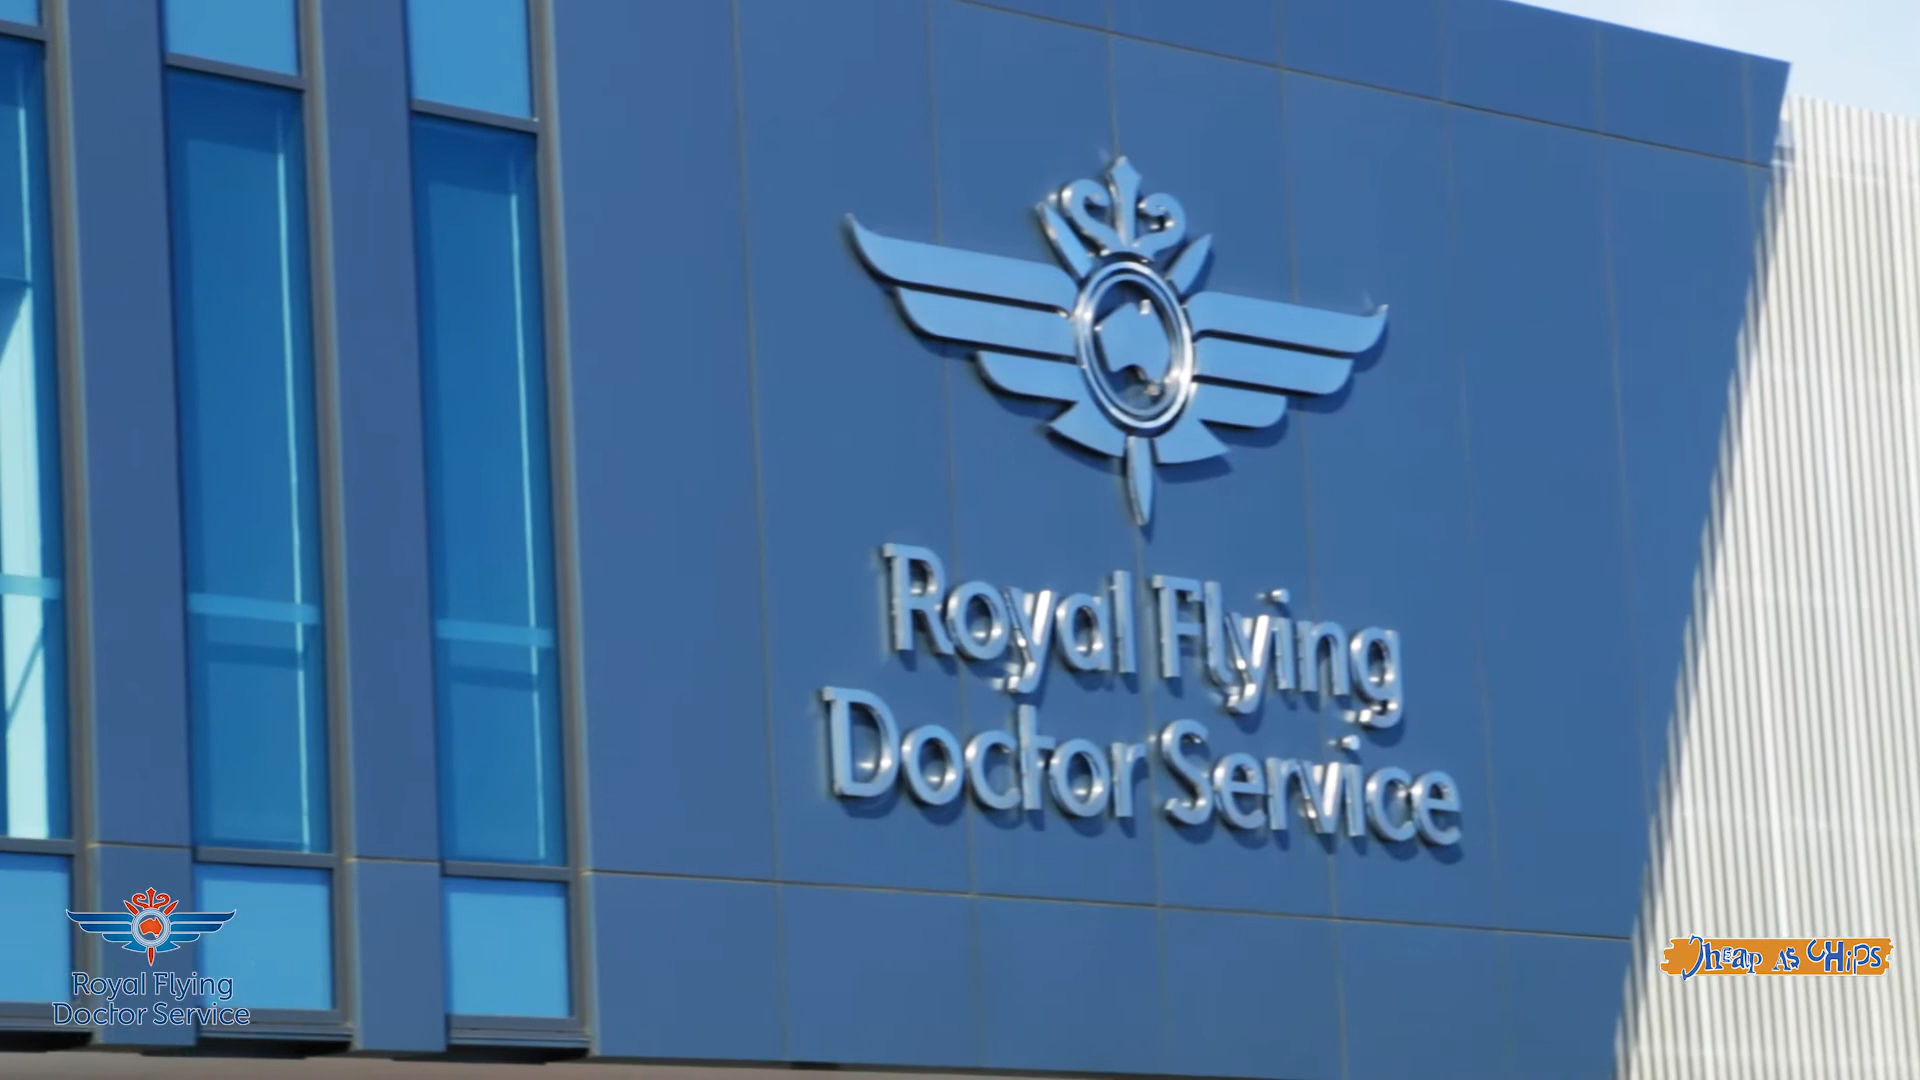 Royal Flying
Doctor Service
Royal Flying
Doctor Service
Cheap AS CHiPS